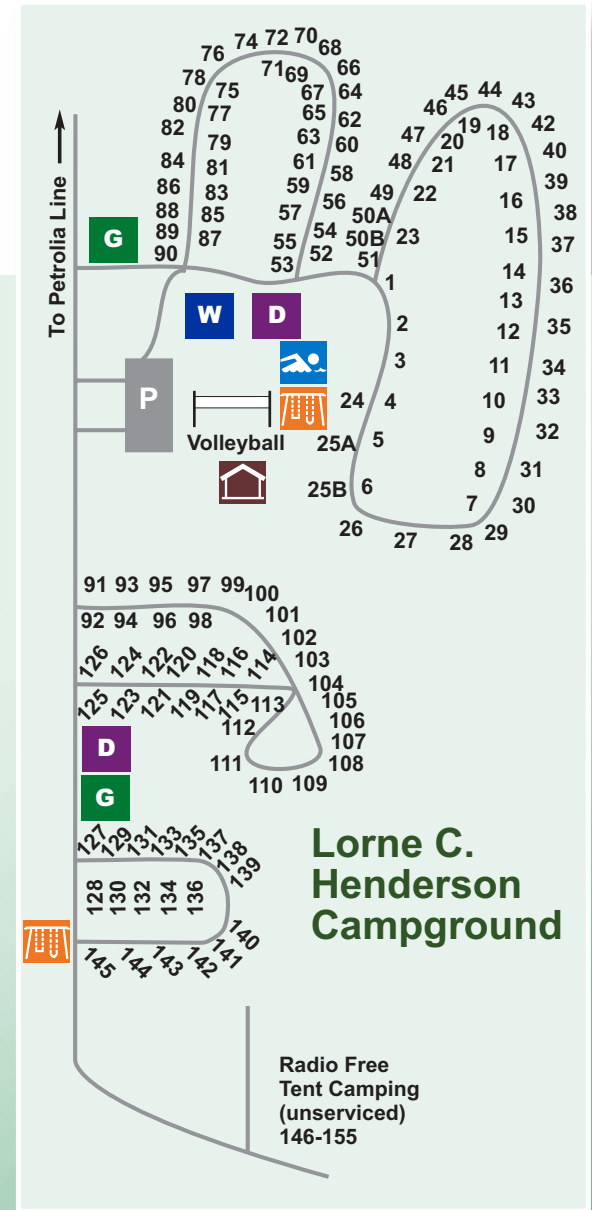 To Petrolia Line
G
W
D
P
Volleyball
76 74 72 70 68 66
78 75 71 69 67 64
80 77 65 62
82 79 63 60
84 81 61 58
86 83 59 56
88 85 57 54
89 87 55 52
90 53
45 44 43
46 19 18 42
47 20 17 40
48 21 16 39
49 22 15 38
50A 23 14 37
50B 13 36
51 12 35
1 11 34
2 10 33
3 9 32
24 4 8 31
25A 5 7 30
25B 6 29
26 27 28
91 93 95 97 99 100
92 94 96 98 101
102
126 124 122 120 118 116 114 103
125 123 121 119 117 115 113 104
105
112 106
107
111 110 109 108
D
G
127 129 131 133 135 137 138 139
128 130 132 134 136
145 144 143 142 141 140
Lorne C.
Henderson
Campground
Radio Free
Tent Camping
(unserviced)
146-155